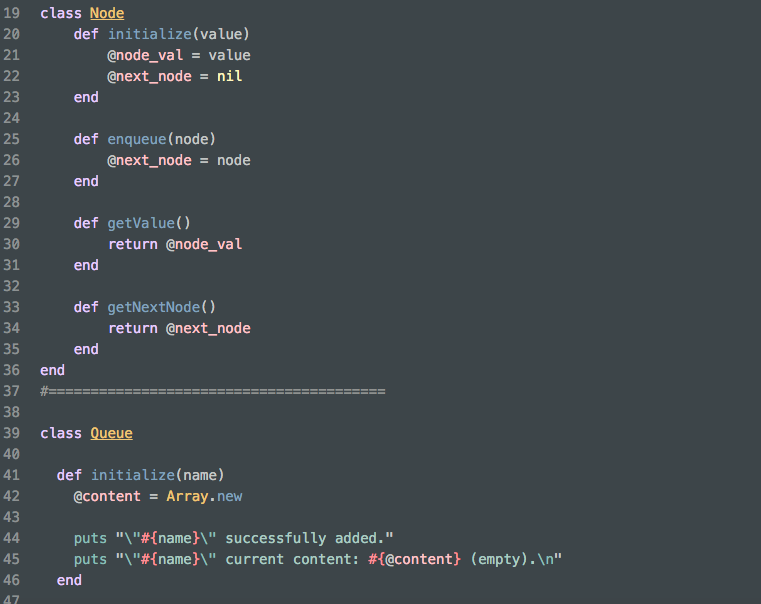 19 class Node
20     def initialize(value)
21         @node_val = value
22         @next_node = nil
23     end
24
25     def enqueue(node)
26         @next_node = node
27     end
28
29     def getValue()
30         return @node_val
31     end
32
33     def getNextNode()
34         return @next_node
35     end
36 end
37 #========================================
38
39 class Queue
40
41   def initialize(name)
42     @content = Array.new
43
44     puts "\"#{name}\" successfully added."
45     puts "\"#{name}\" current content: #{@content} (empty).\n"
46   end
47